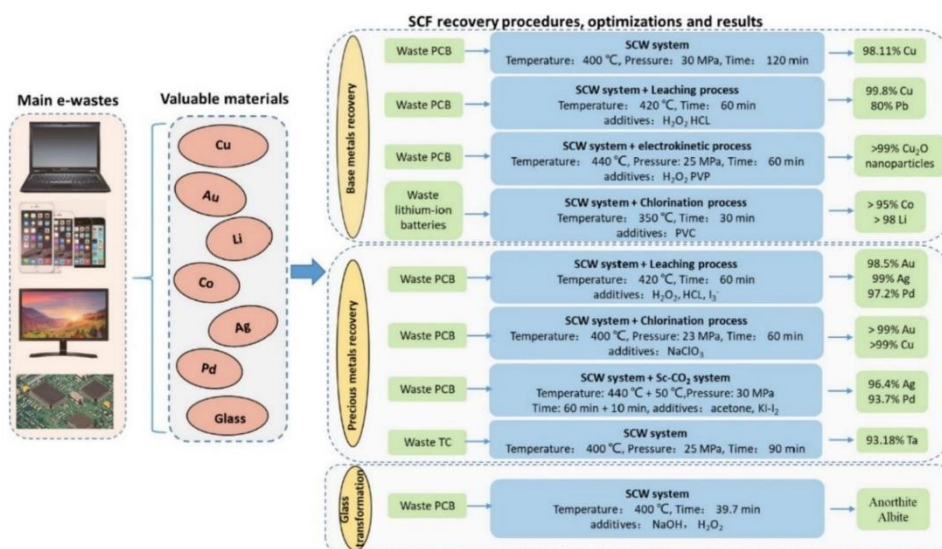 SCF recovery procedures, optimizations and results
Main e-wastes
Valuable materials
Cu
Au
Li
Co
Ag
Pd
Glass
Base metals recovery
Waste PCB
SCW system
Temperature: 400 ℃, Pressure: 30 MPa, Time: 120 min
98.11% Cu
Waste PCB
SCW system + Leaching process
Temperature: 420 ℃, Time: 60 min
additives: H₂O₂ HCL
99.8% Cu
80% Pb
Waste PCB
SCW system + electrokinetic process
Temperature: 440 ℃, Pressure: 25 MPa, Time: 60 min
additives: H₂O₂ PVP
>99% Cu₂O
nanoparticles
Waste
lithium-ion
batteries
SCW system + Chlorination process
Temperature: 350 ℃, Time: 30 min
additives: PVC
> 95% Co
> 98 Li
Precious metals recovery
Waste PCB
SCW system + Leaching process
Temperature: 420 ℃, Time: 60 min
additives: H₂O₂, HCL, I₃⁻
98.5% Au
99% Ag
97.2% Pd
Waste PCB
SCW system + Chlorination process
Temperature: 400 ℃, Pressure: 23 MPa, Time: 60 min
additives: NaClO₃
> 99% Au
>99% Cu
Waste PCB
SCW system + Sc-CO₂ system
Temperature: 440 ℃ + 50 ℃,Pressure: 30 MPa
Time: 60 min + 10 min, additives: acetone, KI-I₂
96.4% Ag
93.7% Pd
Waste TC
SCW system
Temperature: 400 ℃, Pressure: 25 MPa, Time: 90 min
93.18% Ta
Glass
transformation
Waste PCB
SCW system
Temperature: 400 ℃, Time: 39.7 min
additives: NaOH, H₂O₂
Anorthite
Albite